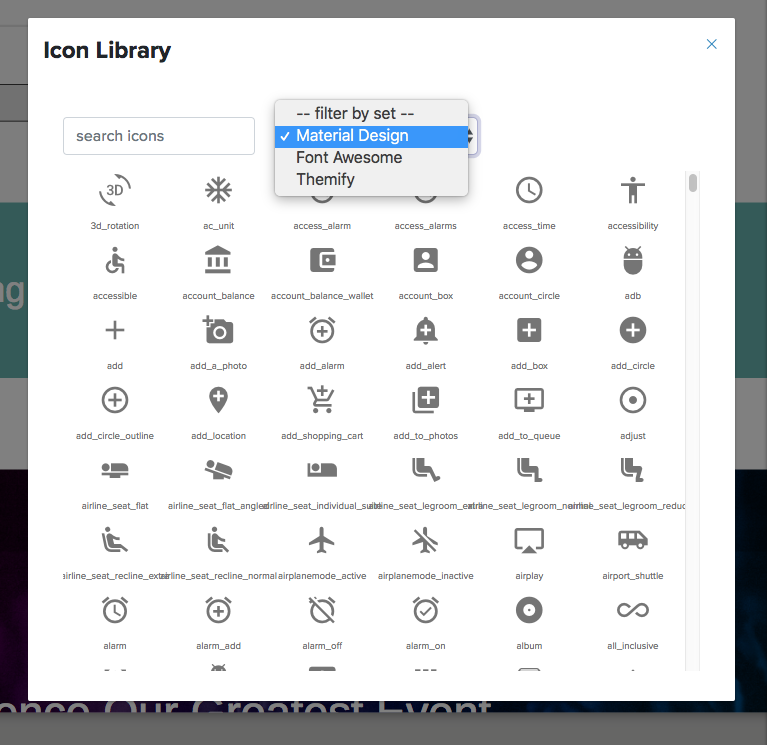 Icon Library
search icons
-- filter by set --
✓ Material Design
Font Awesome
Themify
3D
3d_rotation ac_unit access_alarm access_alarms access_time accessibility
accessible account_balance account_balance_wallet account_box account_circle adb
add add_a_photo add_alarm add_alert add_box add_circle
add_circle_outline add_location add_shopping_cart add_to_photos add_to_queue adjust
airline_seat_flat airline_seat_flat_angled airline_seat_individual_suite airline_seat_legroom_extra airline_seat_legroom_normal airline_seat_legroom_reduc
airline_seat_recline_extra airline_seat_recline_normal airplanemode_active airplanemode_inactive airplay airport_shuttle
alarm alarm_add alarm_off alarm_on album all_inclusive
ng
ence Our Greatest Event